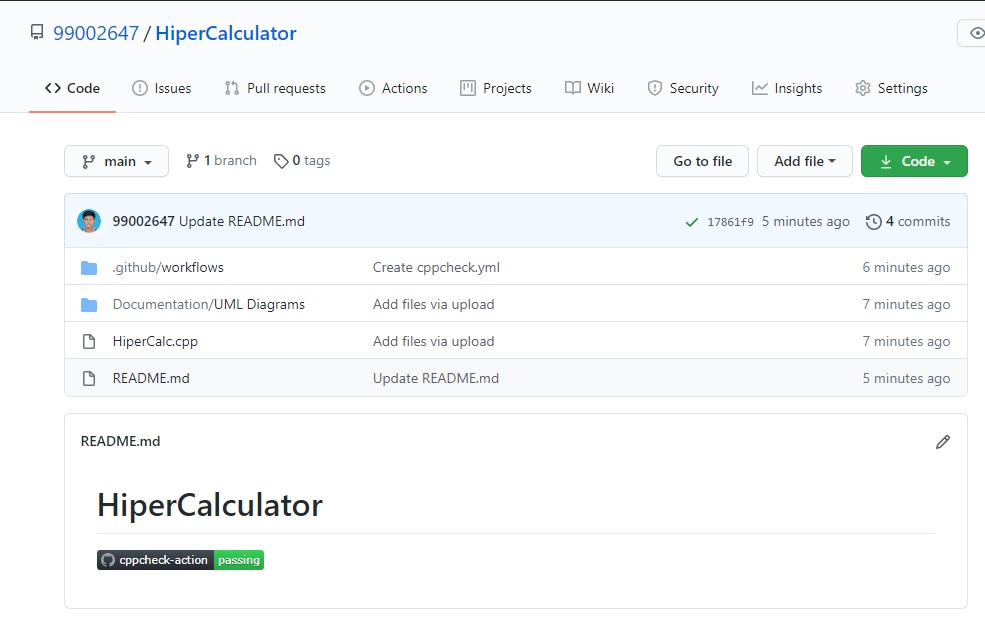 99002647 / HiperCalculator
Code Issues Pull requests Actions Projects Wiki Security Insights Settings
main 1 branch 0 tags Go to file Add file Code
99002647 Update README.md 17861f9 5 minutes ago 4 commits
.github/workflows Create cppcheck.yml 6 minutes ago
Documentation/UML Diagrams Add files via upload 7 minutes ago
HiperCalc.cpp Add files via upload 7 minutes ago
README.md Update README.md 5 minutes ago
README.md
HiperCalculator
cppcheck-action passing